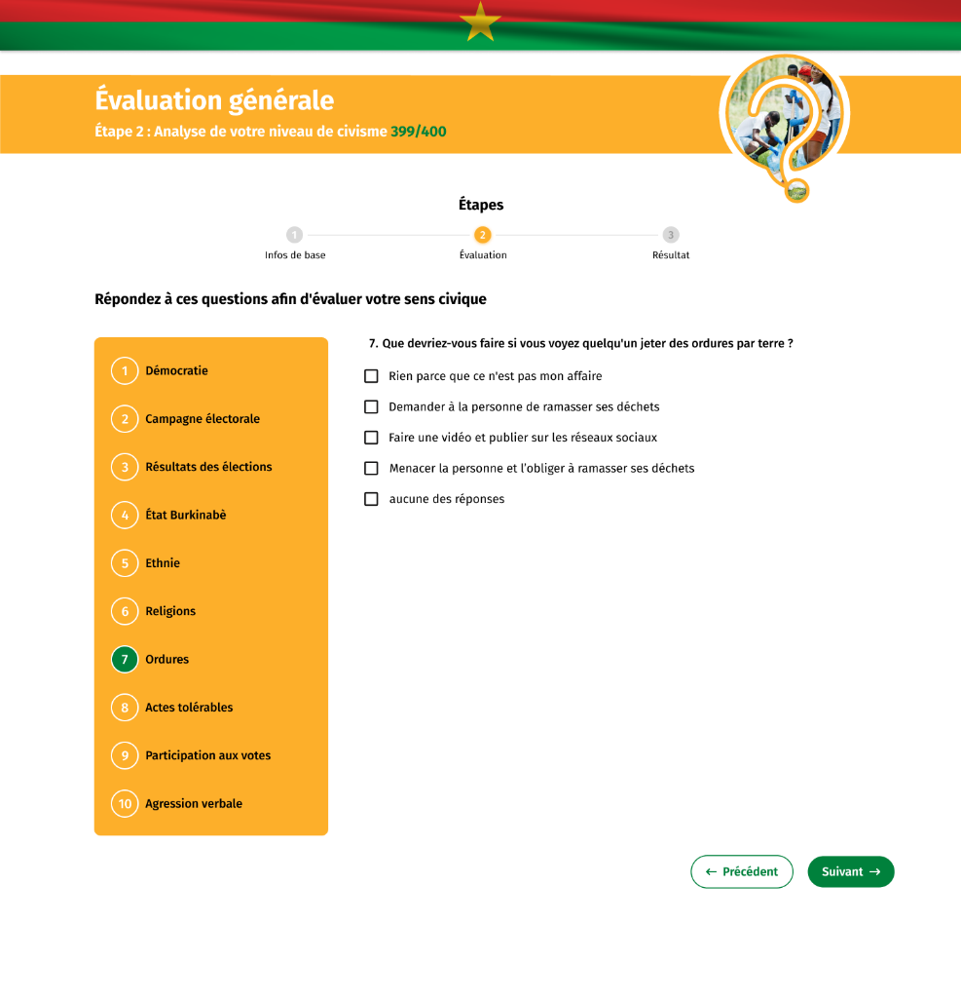 Évaluation générale
Étape 2 : Analyse de votre niveau de civisme 399/400
Étapes
1 2 3
Infos de base Évaluation Résultat
Répondez à ces questions afin d'évaluer votre sens civique
1 Démocratie
2 Campagne électorale
3 Résultats des élections
4 État Burkinabè
5 Ethnie
6 Religions
7 Ordures
8 Actes tolérables
9 Participation aux votes
10 Agression verbale
7. Que devriez-vous faire si vous voyez quelqu'un jeter des ordures par terre ?
Rien parce que ce n'est pas mon affaire
Demander à la personne de ramasser ses déchets
Faire une vidéo et publier sur les réseaux sociaux
Menacer la personne et l’obliger à ramasser ses déchets
aucune des réponses
← Précédent
Suivant →